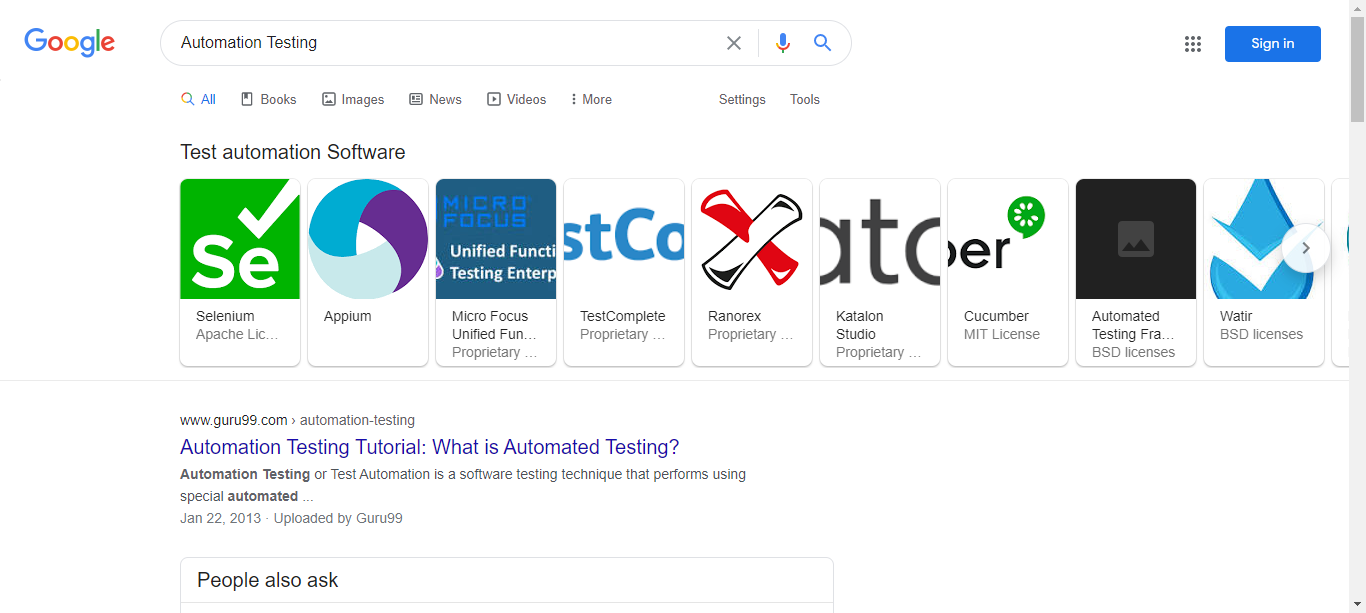 Google
Automation Testing
Sign in
All
Books
Images
News
Videos
More
Settings
Tools
Test automation Software
Se
MICRO
FOCUS
Unified Functi
Testing Enterp
stCo
ato
ber
Selenium
Apache Lic...
Appium
Micro Focus
Unified Fun...
Proprietary ...
TestComplete
Proprietary ...
Ranorex
Proprietary ...
Katalon
Studio
Proprietary ...
Cucumber
MIT License
Automated
Testing Fra...
BSD licenses
Watir
BSD licenses
www.guru99.com › automation-testing
Automation Testing Tutorial: What is Automated Testing?
Automation Testing or Test Automation is a software testing technique that performs using
special automated ...
Jan 22, 2013 · Uploaded by Guru99
People also ask